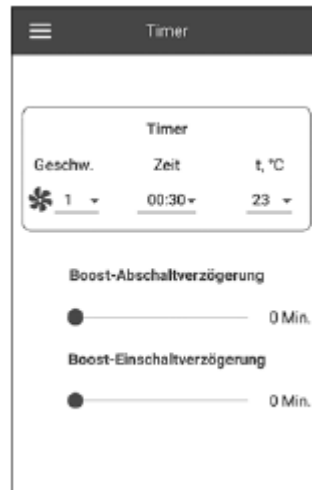 Timer
Timer
Geschw. Zeit t, °C
1 00:30 23
Boost-Abschaltverzögerung
0 Min.
Boost-Einschaltverzögerung
0 Min.